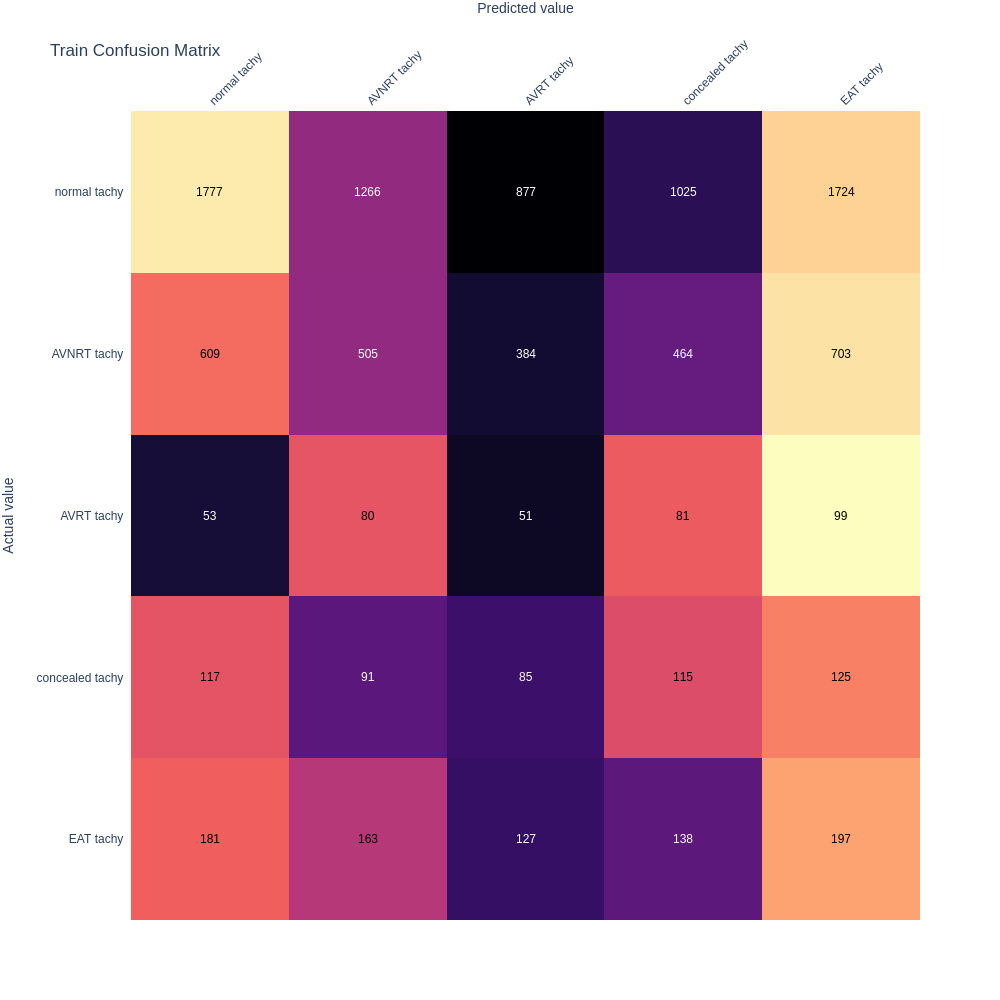 Predicted value
Train Confusion Matrix
normal tachy AVNRT tachy AVRT tachy concealed tachy EAT tachy
normal tachy 1777 1266 877 1025 1724
AVNRT tachy 609 505 384 464 703
Actual value
AVRT tachy 53 80 51 81 99
concealed tachy 117 91 85 115 125
EAT tachy 181 163 127 138 197